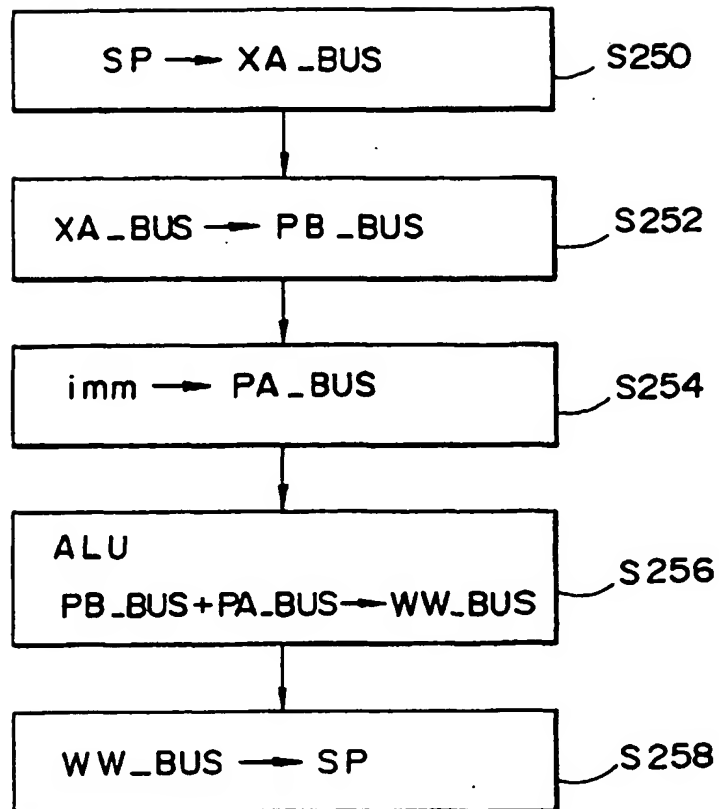 SP → XA_BUS
S250
XA_BUS → PB_BUS
S252
imm → PA_BUS
S254
ALU
PB_BUS+PA_BUS→WW_BUS
S256
WW_BUS → SP
S258